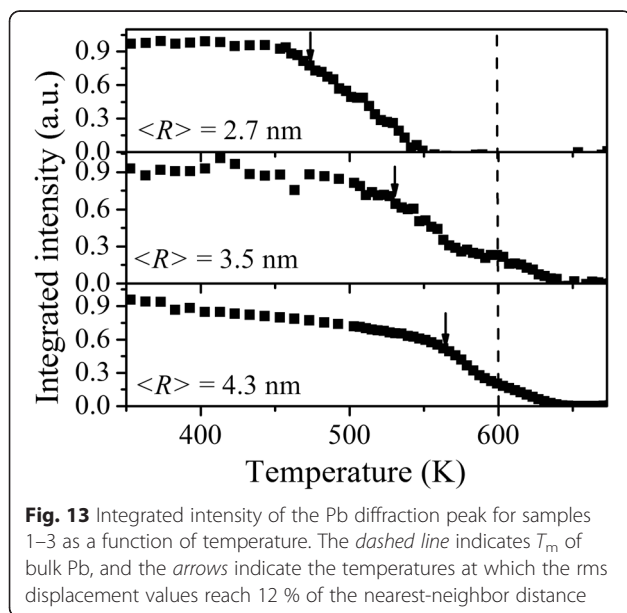 Integrated intensity (a.u.)
0.9
0.6
0.3
0.0
<R> = 2.7 nm
0.9
0.6
0.3
0.0
<R> = 3.5 nm
0.9
0.6
0.3
0.0
<R> = 4.3 nm
400 500 600
Temperature (K)
Fig. 13 Integrated intensity of the Pb diffraction peak for samples
1–3 as a function of temperature. The dashed line indicates Tm of
bulk Pb, and the arrows indicate the temperatures at which the rms
displacement values reach 12 % of the nearest-neighbor distance